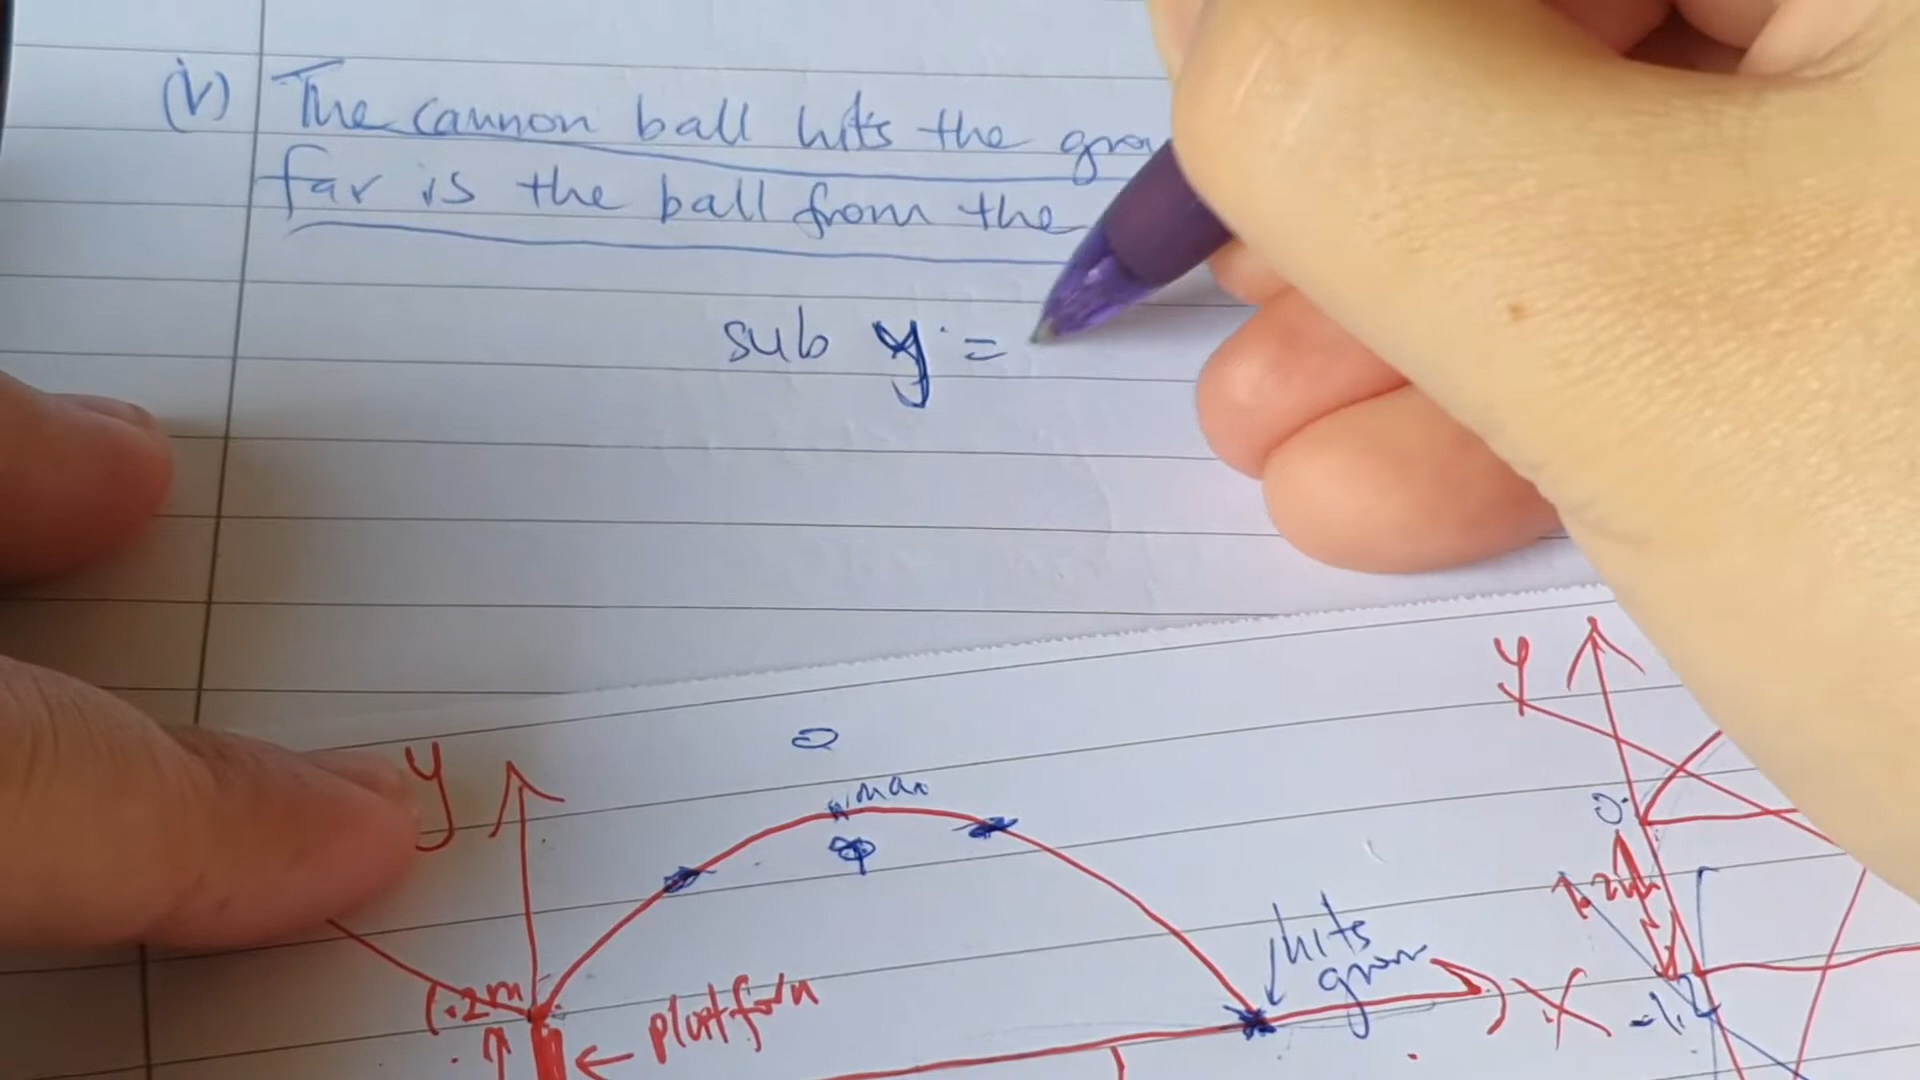 (v) The cannon ball hits the
far is the ball from the
sub y =
y
0
max
y
0
1.2m
hits
X
-1.2
1.2m
← platform